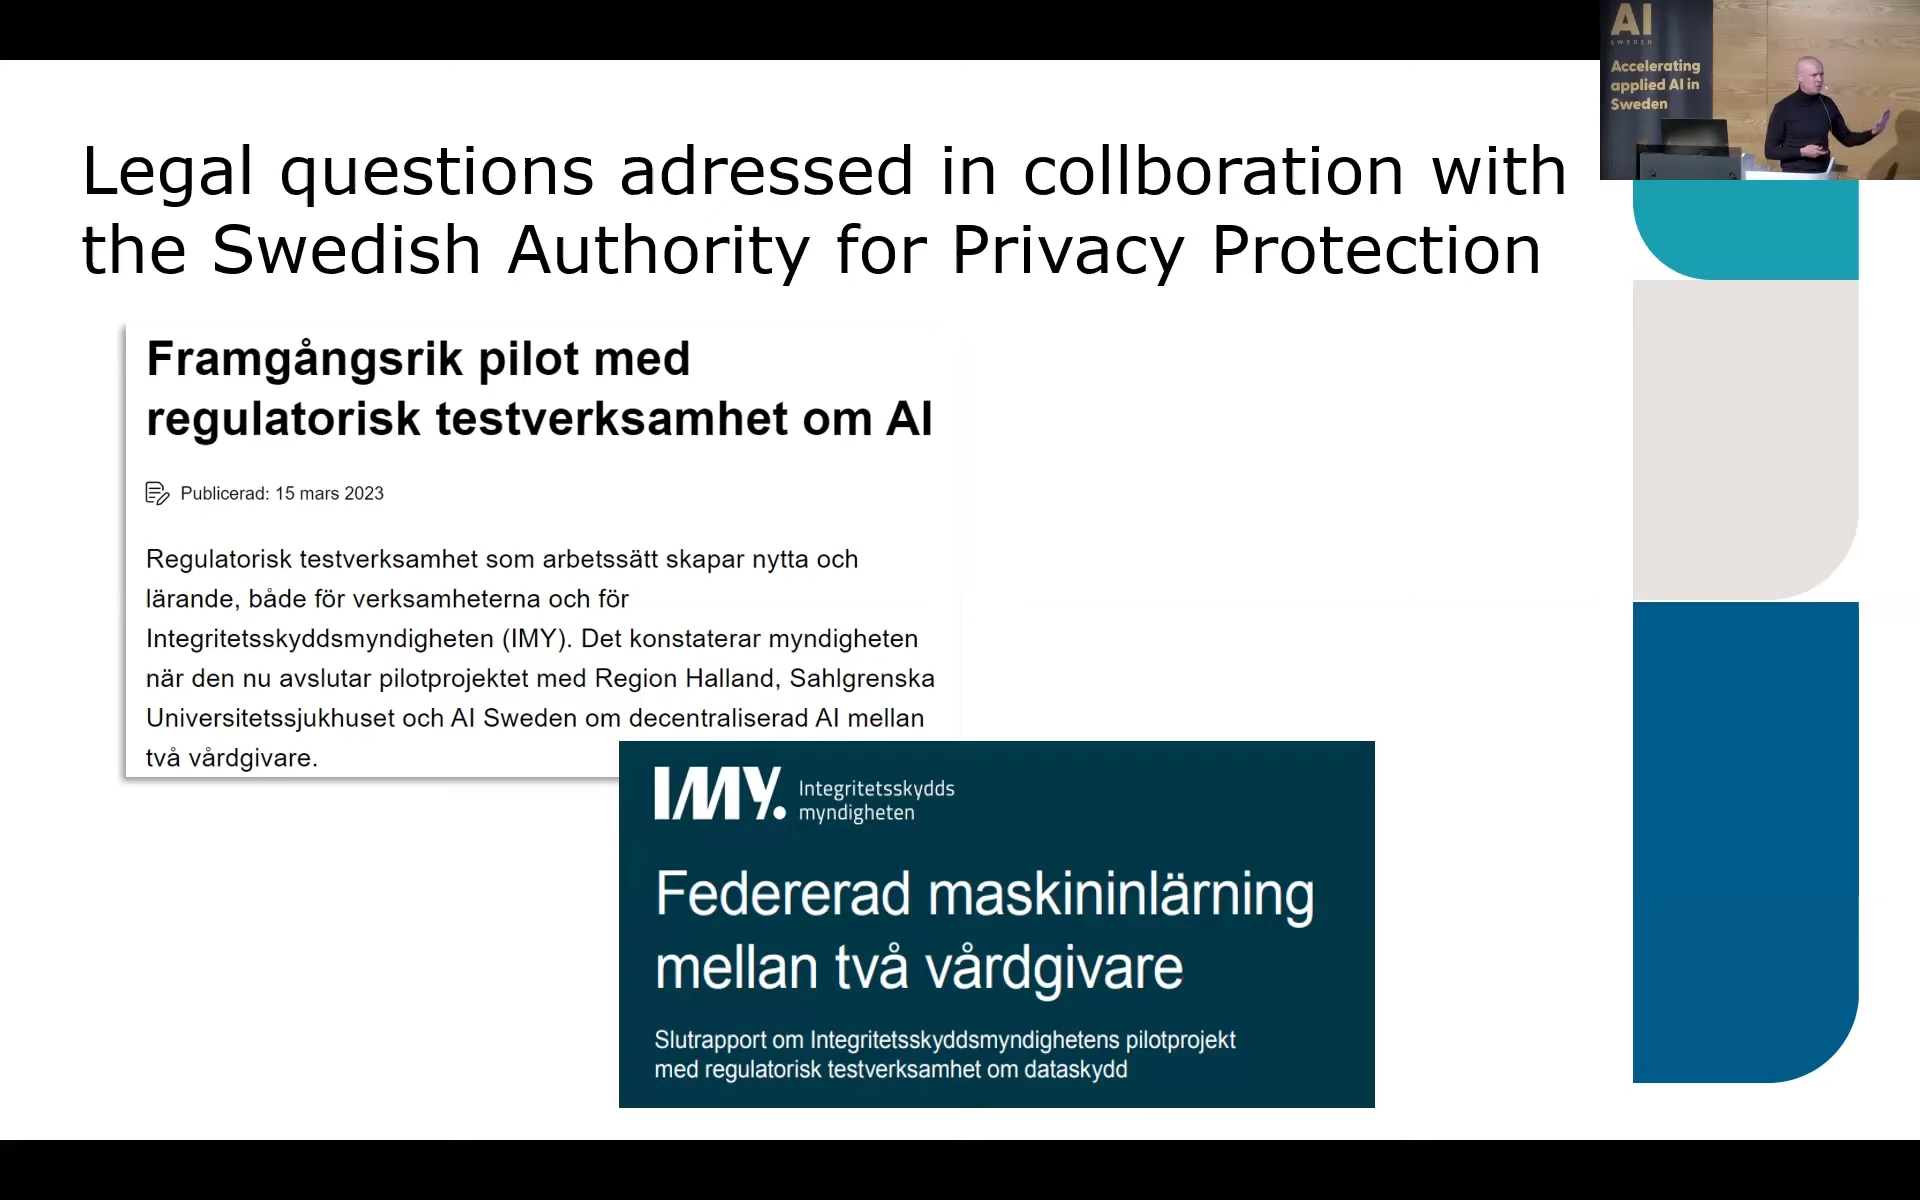 Legal questions adressed in collboration with
the Swedish Authority for Privacy Protection
Framgångsrik pilot med
regulatorisk testverksamhet om AI
Publicerad: 15 mars 2023
Regulatorisk testverksamhet som arbetssätt skapar nytta och
lärande, både för verksamheterna och för
Integritetsskyddsmyndigheten (IMY). Det konstaterar myndigheten
när den nu avslutar pilotprojektet med Region Halland, Sahlgrenska
Universitetssjukhuset och AI Sweden om decentraliserad AI mellan
två vårdgivare.
IMY.
Integritetsskydds
myndigheten
Federerad maskininlärning
mellan två vårdgivare
Slutrapport om Integritetsskyddsmyndighetens pilotprojekt
med regulatorisk testverksamhet om dataskydd
AI
SWEDEN
Accelerating
applied AI in
Sweden